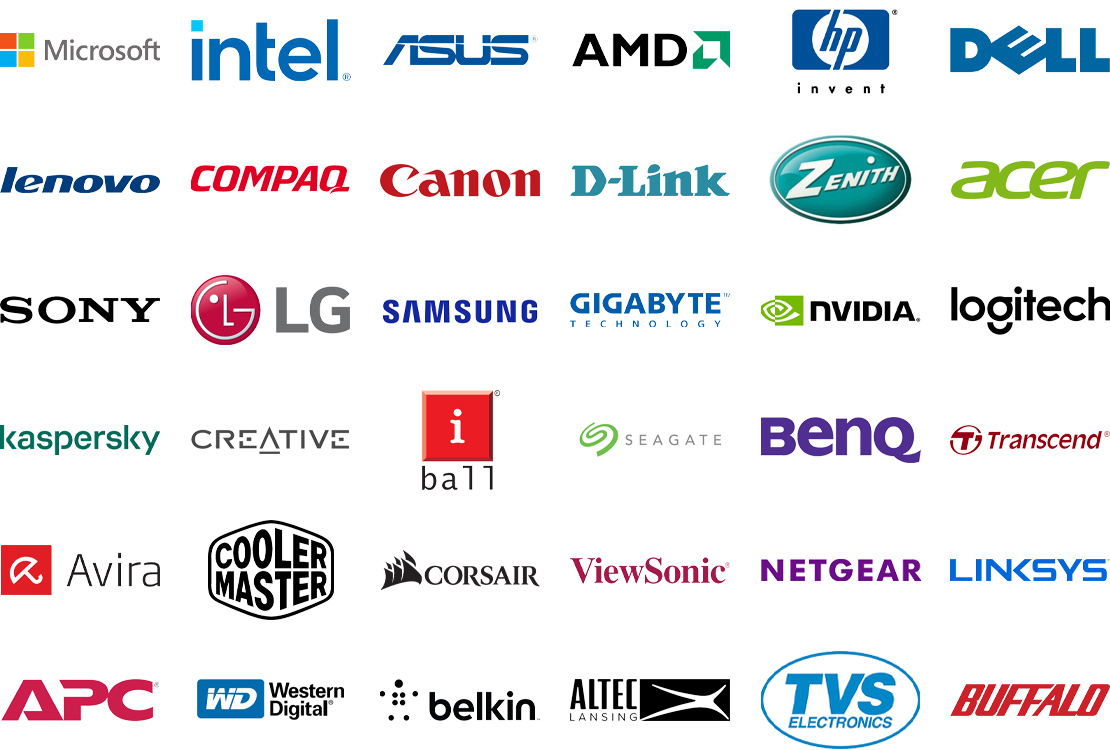 Microsoft
intel®
ASUS®
AMD
hp®
invent
DELL
lenovo
COMPAQ
Canon
D-Link
ZENITH
acer
SONY
LG
LG
SAMSUNG
GIGABYTE™
TECHNOLOGY
NVIDIA.
logitech
kaspersky
CREATIVE
i®
ball
SEAGATE
BenQ
T Transcend®
Avira
COOLER
MASTER
CORSAIR
ViewSonic®
NETGEAR
LINKSYS
APC®
WD Western
Digital®
belkin
ALTEC
LANSING
TVS
ELECTRONICS
BUFFALO